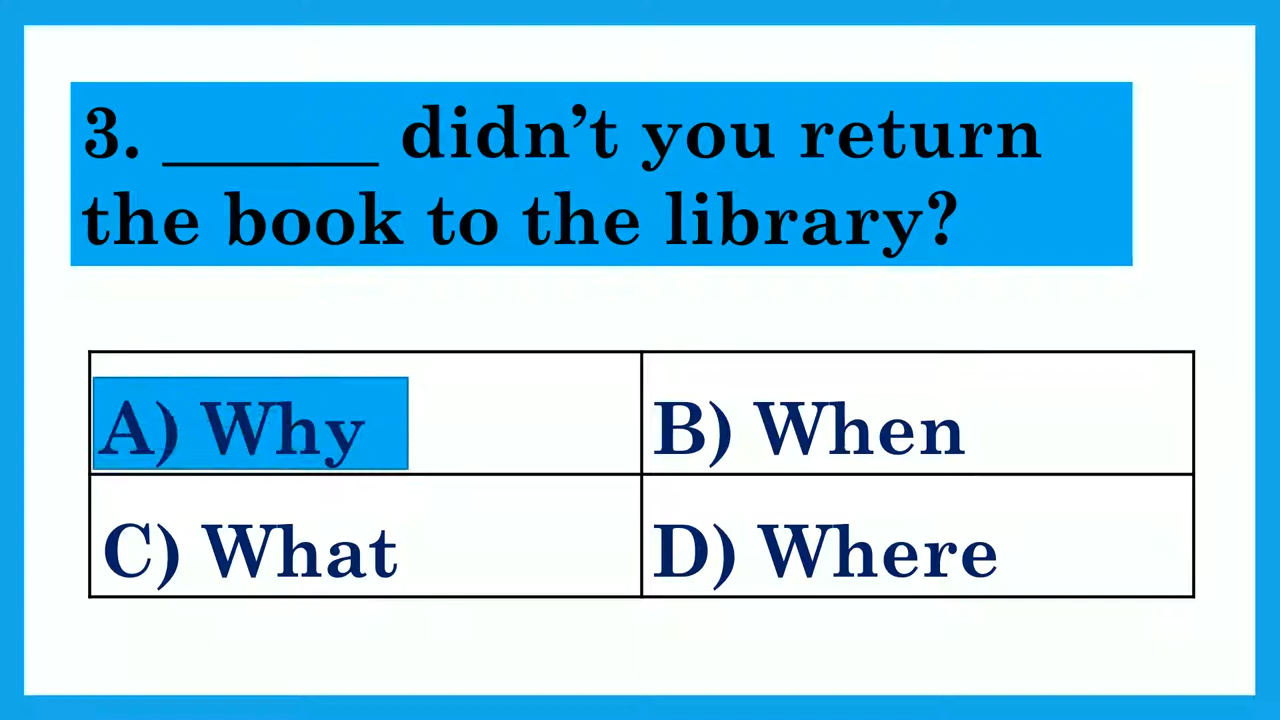 3. ______ didn’t you return
the book to the library?
A) Why
B) When
C) What
D) Where